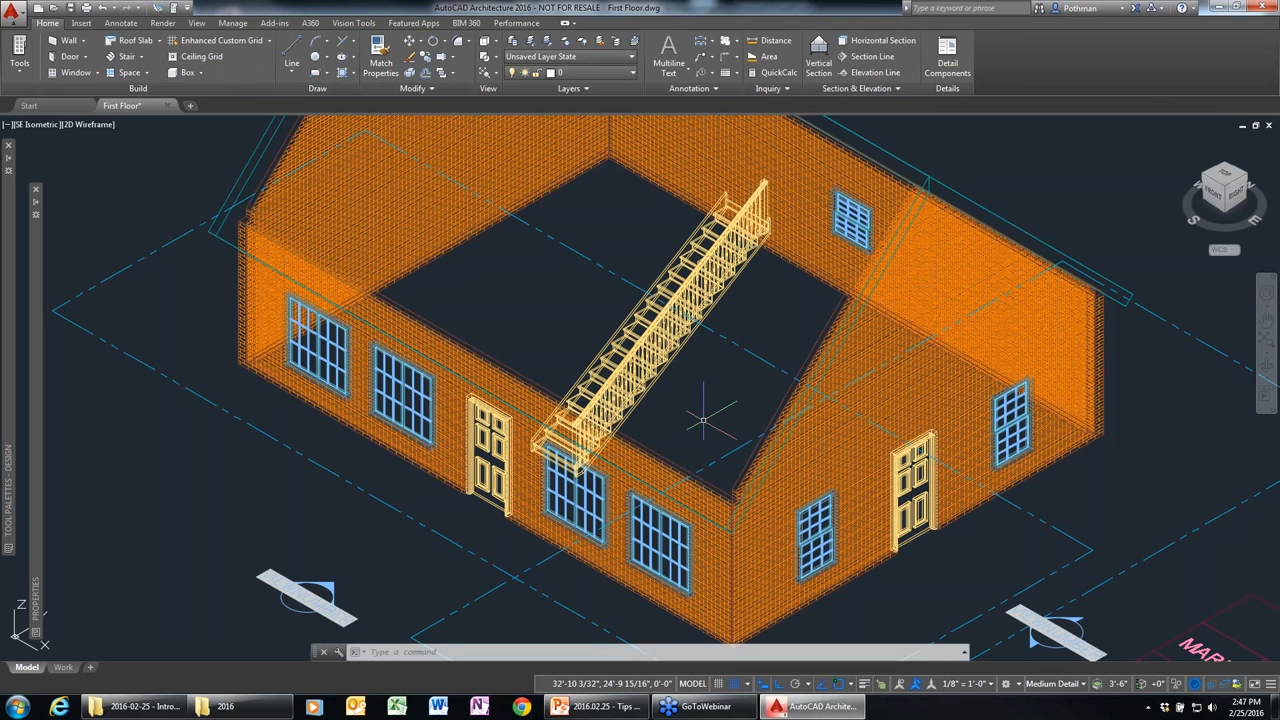 AutoCAD Architecture 2016 - NOT FOR RESALE - First Floor.dwg
Type a keyword or phrase
Pothman
Home Insert Annotate Render View Manage Add-ins A360 Vision Tools Featured Apps BIM 360 Performance
Tools
Wall
Door
Window
Roof Slab
Stair
Space
Enhanced Custom Grid
Ceiling Grid
Box
Build
Line
Draw
Match
Properties
Modify
View
Unsaved Layer State
0
Layers
Multiline
Text
Annotation
Distance
Area
QuickCalc
Inquiry
Vertical
Section
Horizontal Section
Section Line
Elevation Line
Section & Elevation
Detail
Components
Details
Start
First Floor*
[−][SE Isometric][2D Wireframe]
TOP
FRONT
RIGHT
S
E
WCS
TOOL PALETTES - DESIGN
PROPERTIES
Z
X
Type a command
Model Work
32'-10 3/32", 24'-9 15/16", 0'-0" MODEL
1/8" = 1'-0"
Medium Detail
3'-6"
+0"
2016-02-25 - Intro...
2016
2016.02.25 - Tips ...
GoToWebinar
AutoCAD Archite...
2:47 PM
2/25/2016